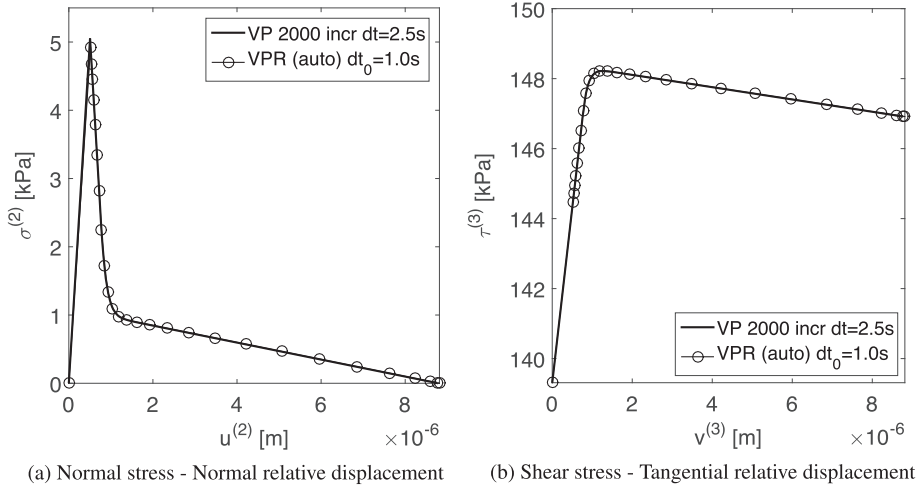 VP 2000 incr dt=2.5s
VPR (auto) dt₀=1.0s
5
4
3
2
1
0
σ⁽²⁾ [kPa]
0 2 4 6 8
×10⁻⁶
u⁽²⁾ [m]
(a) Normal stress - Normal relative displacement
150
148
146
144
142
140
τ⁽³⁾ [kPa]
VP 2000 incr dt=2.5s
VPR (auto) dt₀=1.0s
0 2 4 6 8
×10⁻⁶
v⁽³⁾ [m]
(b) Shear stress - Tangential relative displacement